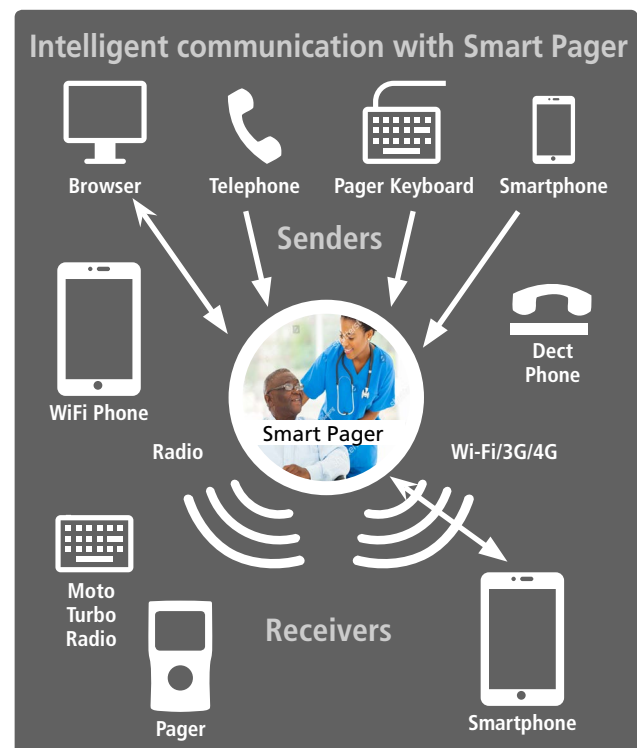 Intelligent communication with Smart Pager
Browser
Telephone
Pager Keyboard
Smartphone
Senders
WiFi Phone
Dect
Phone
Smart Pager
Radio
Wi-Fi/3G/4G
Moto
Turbo
Radio
Receivers
Pager
Smartphone